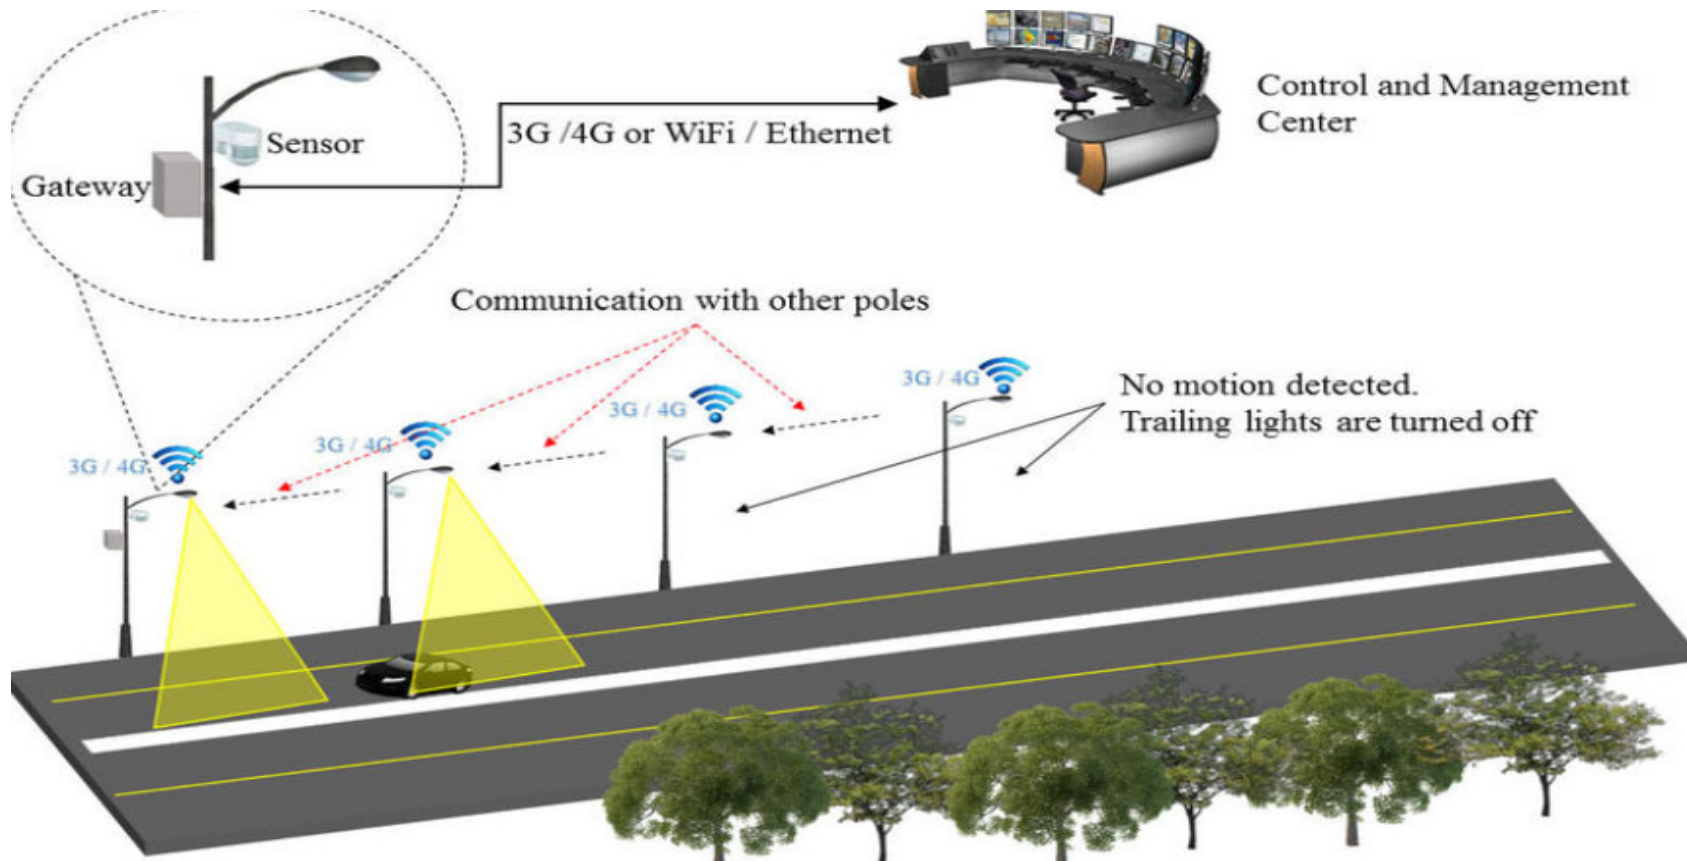 Control and Management
Center
3G /4G or WiFi / Ethernet
Sensor
Gateway
Communication with other poles
3G / 4G
3G / 4G
3G / 4G
3G / 4G
No motion detected.
Trailing lights are turned off